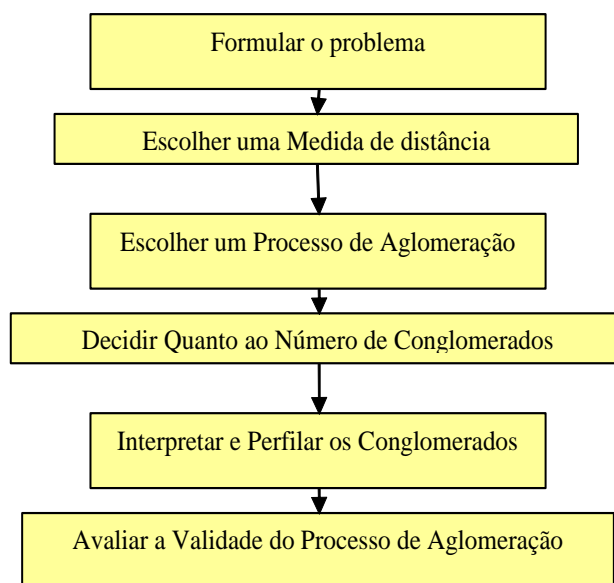 Formular o problema
Escolher uma Medida de distância
Escolher um Processo de Aglomeração
Decidir Quanto ao Número de Conglomerados
Interpretar e Perfilar os Conglomerados
Avaliar a Validade do Processo de Aglomeração